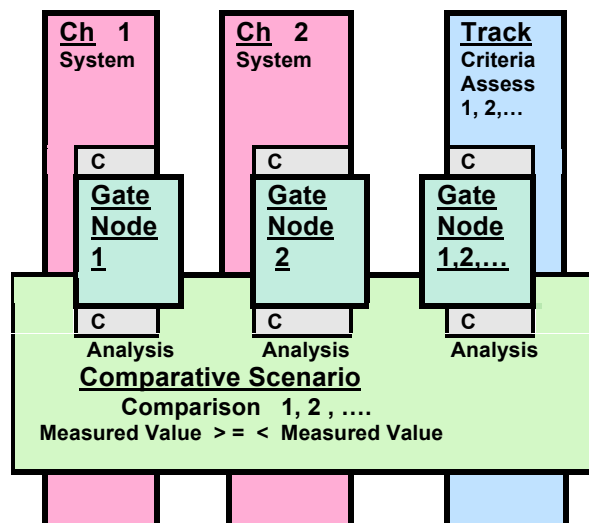 Ch 1
System
Ch 2
System
Track
Criteria
Assess
1, 2,...
C
C
C
Gate
Node
1
Gate
Node
2
Gate
Node
1,2,...
C
C
C
Analysis
Analysis
Analysis
Comparative Scenario
Comparison 1, 2 , ....
Measured Value > = < Measured Value